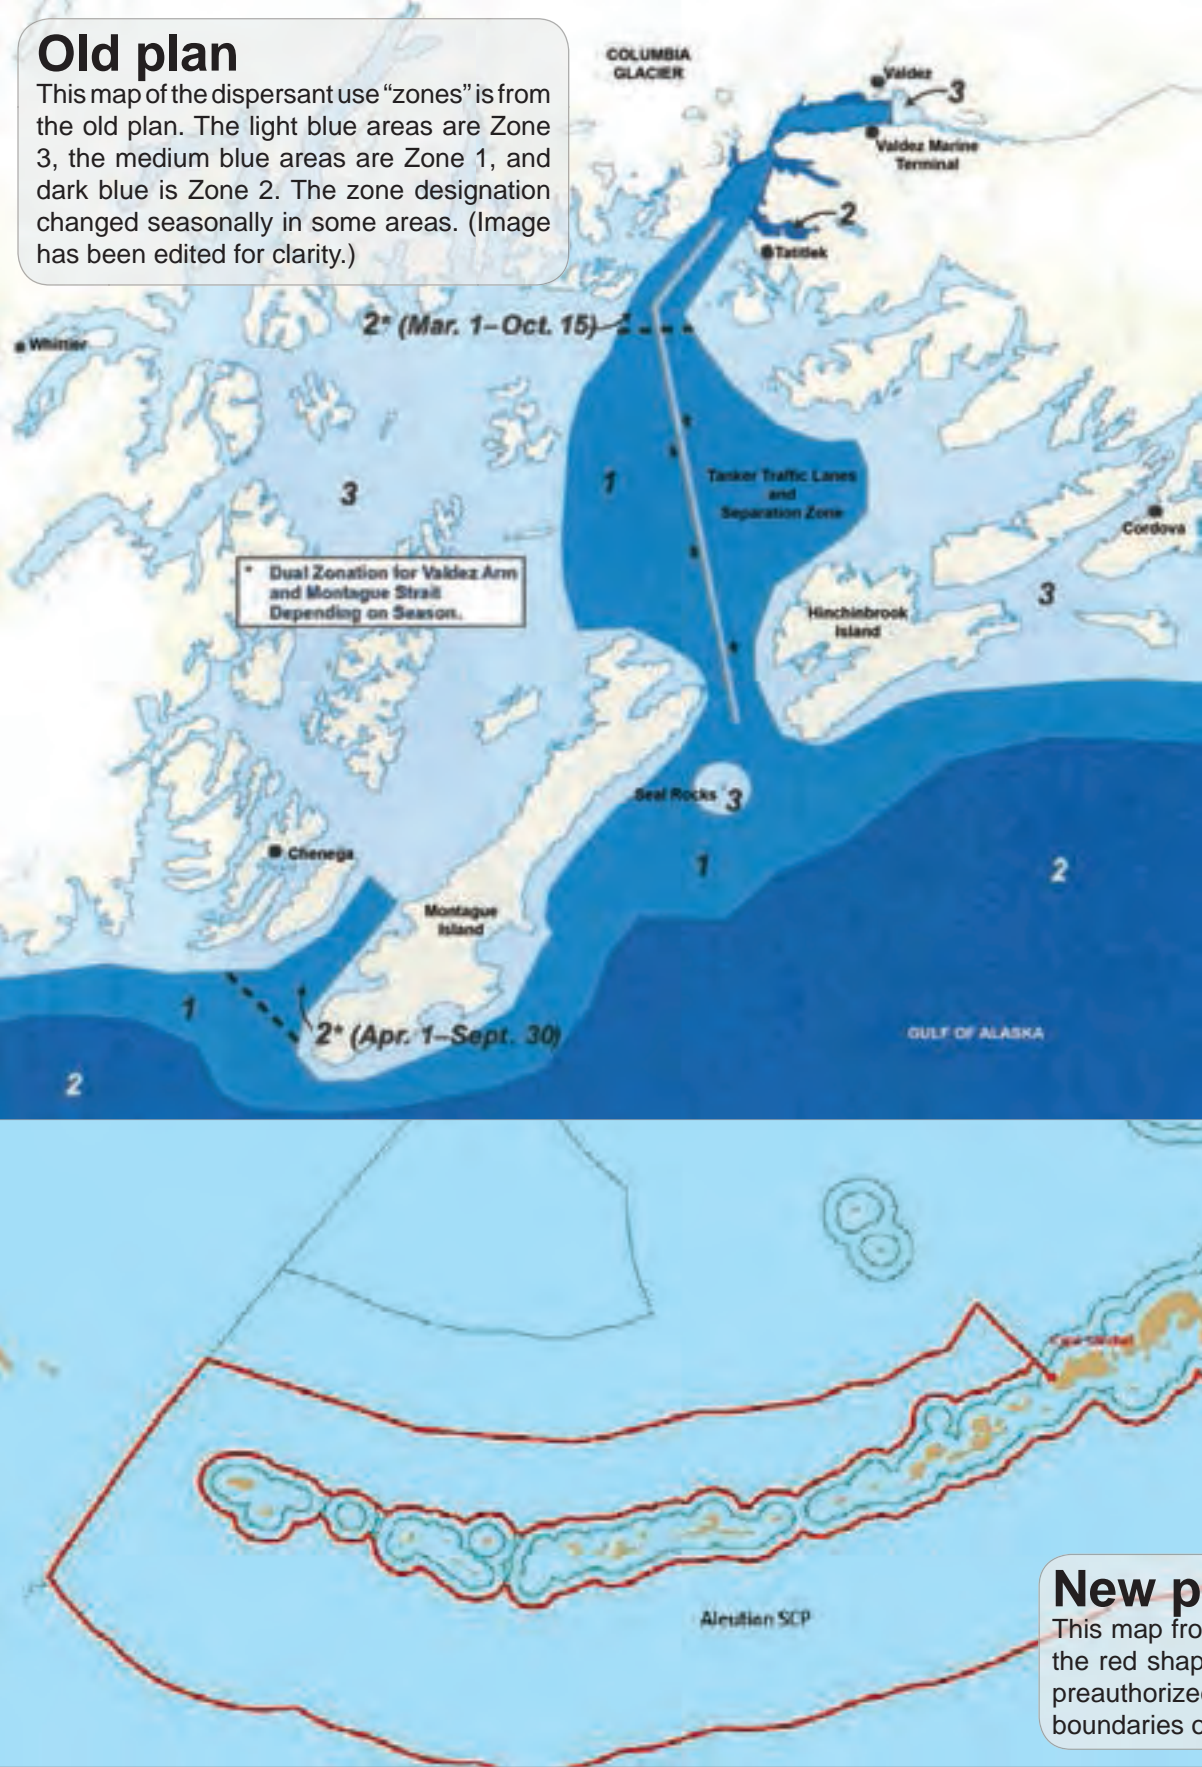 Old plan
This map of the dispersant use “zones” is from
the old plan. The light blue areas are Zone
3, the medium blue areas are Zone 1, and
dark blue is Zone 2. The zone designation
changed seasonally in some areas. (Image
has been edited for clarity.)
COLUMBIA
GLACIER
Valdez
3
Valdez Marine
Terminal
2
Tatitlek
2* (Mar. 1–Oct. 15)
Whittier
1
Tanker Traffic Lanes
and
Separation Zone
3
Cordova
* Dual Zonation for Valdez Arm
and Montague Strait
Depending on Season.
3
Hinchinbrook
Island
Seal Rocks 3
Chenega
1
2
Montague
Island
1
2* (Apr. 1–Sept. 30)
GULF OF ALASKA
2
Aleutian SCP
New p
This map fro
the red shap
preauthorized
boundaries o